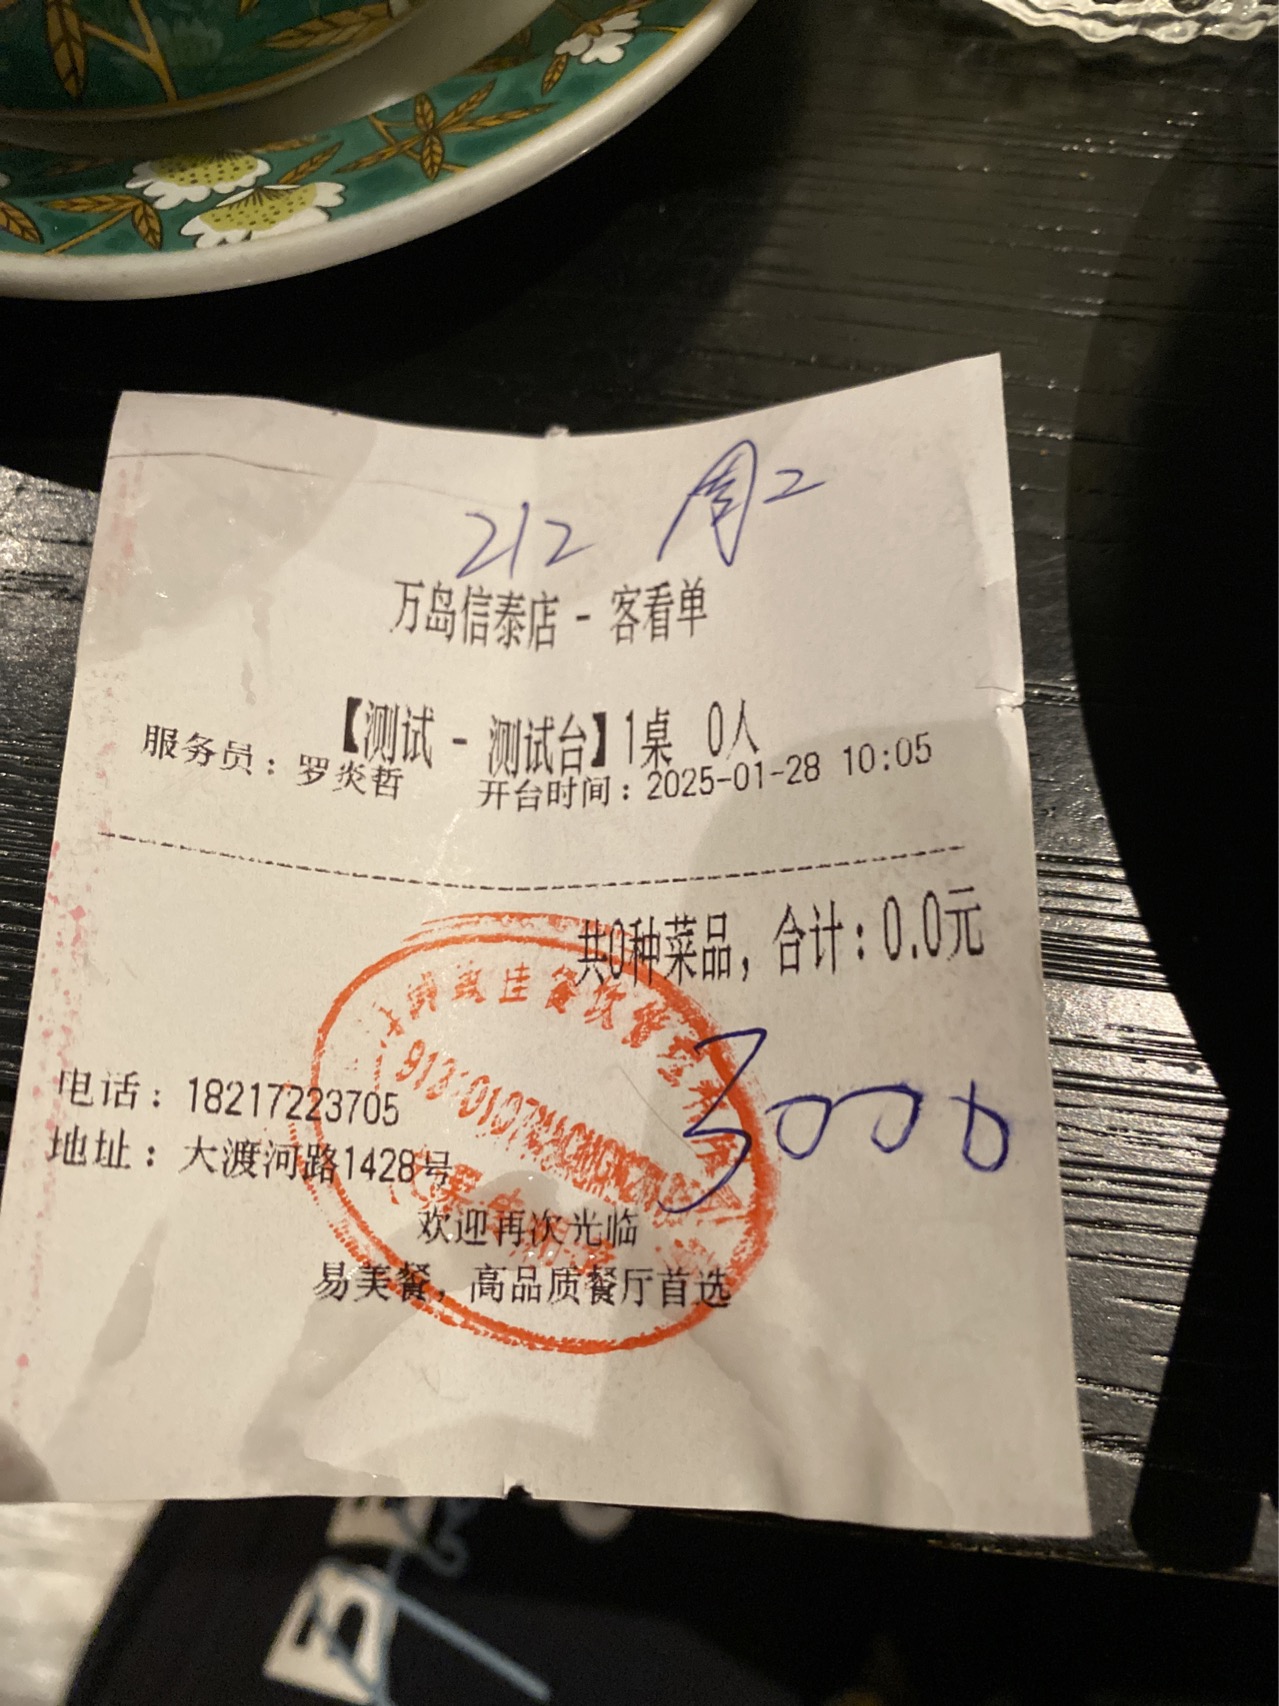 212 周二
万岛信泰店 - 客看单
【测试 - 测试台】1桌 0人
服务员：罗炎哲 开台时间：2025-01-28 10:05
共0种菜品，合计：0.0元
3000
电话：18217223705
地址：大渡河路1428号
欢迎再次光临
易美餐，高品质餐厅首选